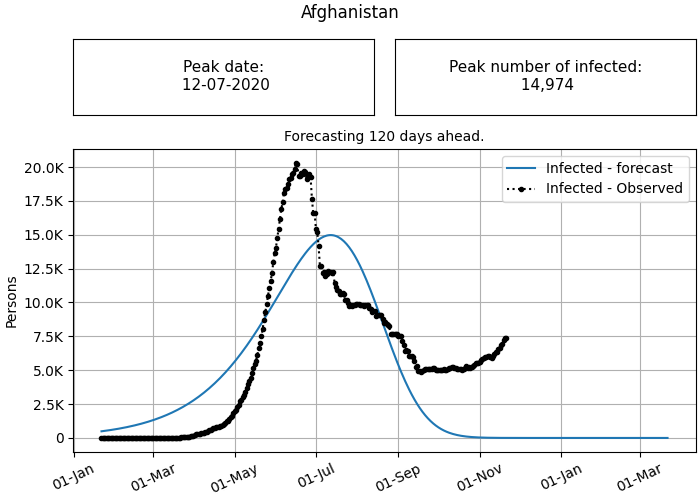 Afghanistan
Peak date:
12-07-2020
Peak number of infected:
14,974
Forecasting 120 days ahead.
Infected - forecast
Infected - Observed
Persons
20.0K
17.5K
15.0K
12.5K
10.0K
7.5K
5.0K
2.5K
0
01-Jan
01-Mar
01-May
01-Jul
01-Sep
01-Nov
01-Jan
01-Mar